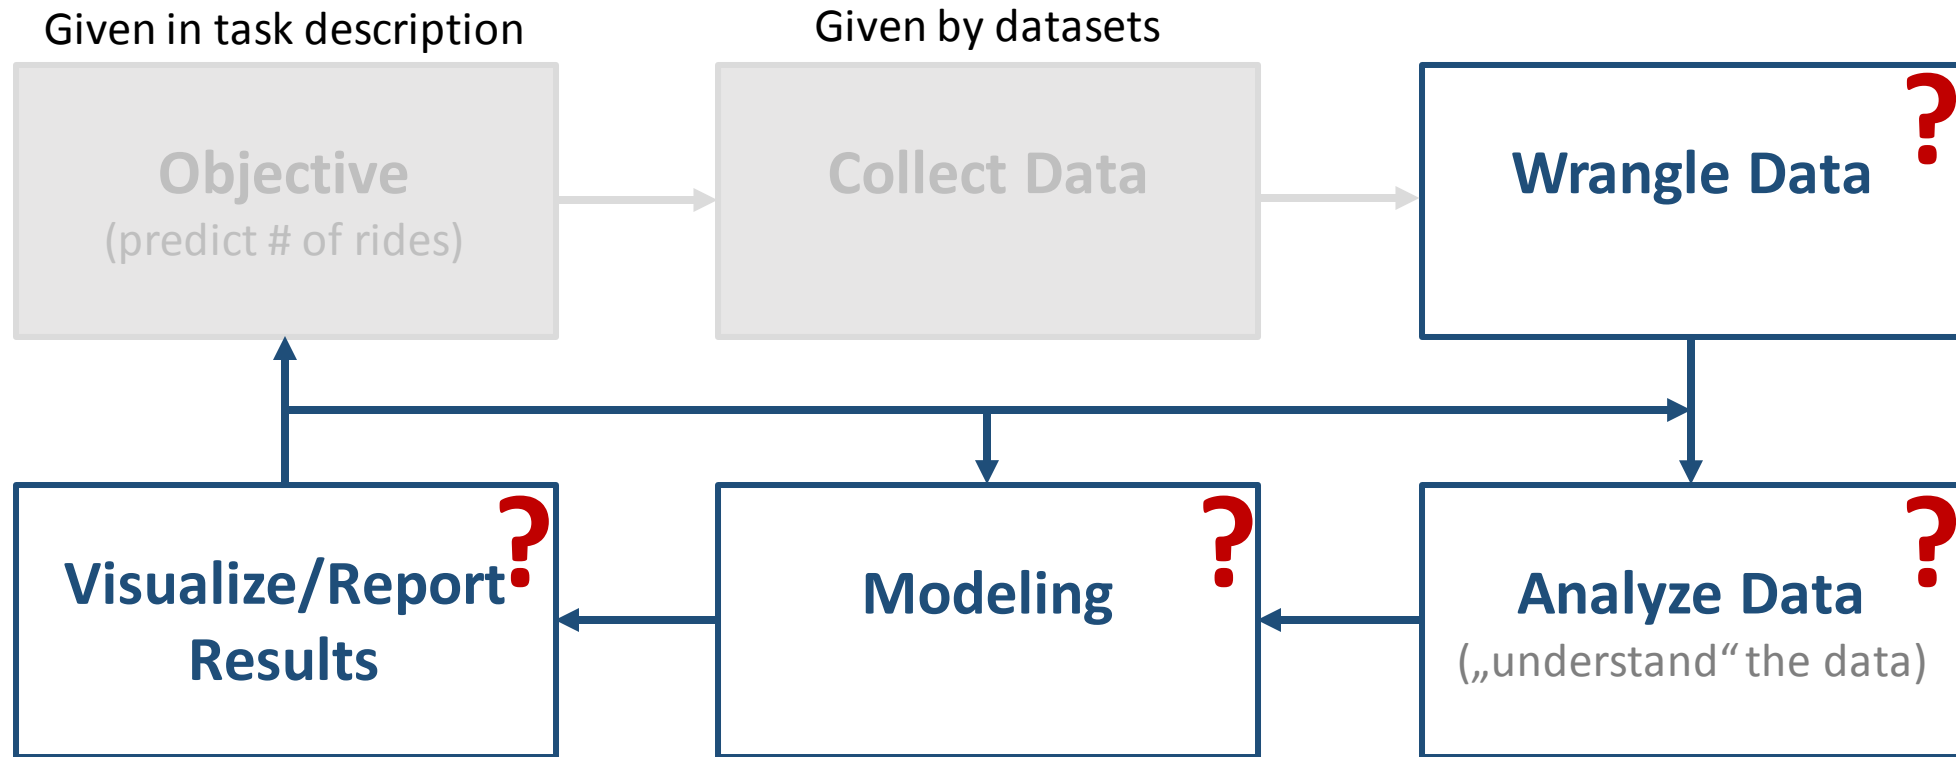 Given in task description
Given by datasets
Objective
(predict # of rides)
Collect Data
Wrangle Data
?
Visualize/Report
Results
?
Modeling
?
Analyze Data
(„understand“ the data)
?